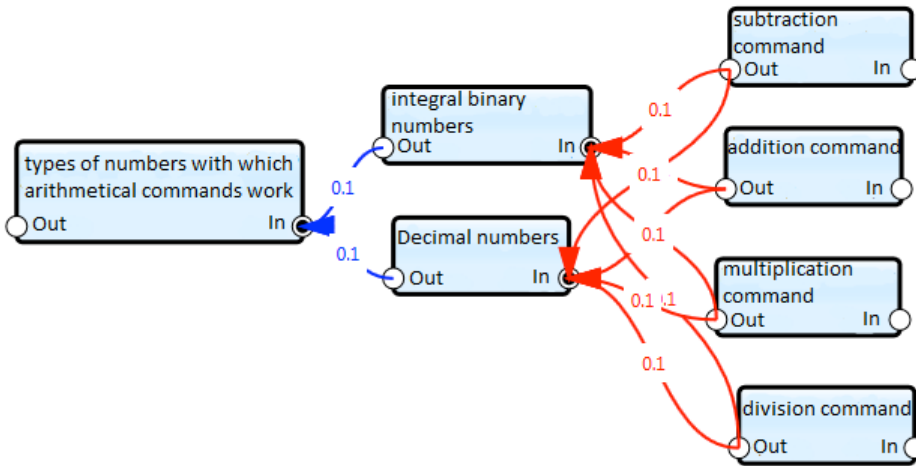 subtraction
command
Out In
integral binary
numbers
Out In
0.1
types of numbers with which
arithmetical commands work
Out In
0.1
0.1
addition command
Out In
0.1
Decimal numbers
Out In
0.1
0.1
multiplication
command
Out In
0.1
0.1
division command
Out In